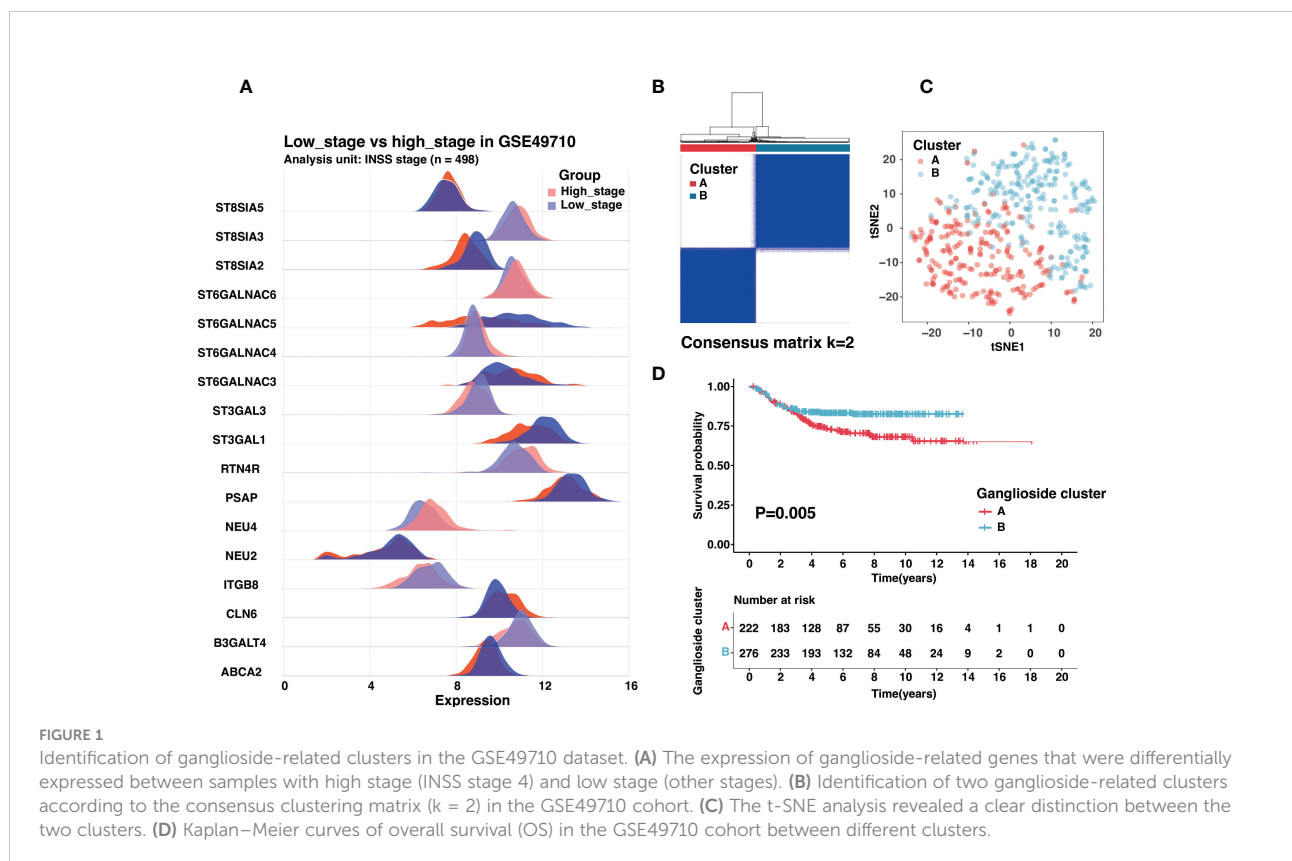 A
Low_stage vs high_stage in GSE49710
Analysis unit: INSS stage (n = 498)
Group
High_stage
Low_stage
ST8SIA5
ST8SIA3
ST8SIA2
ST6GALNAC6
ST6GALNAC5
ST6GALNAC4
ST6GALNAC3
ST3GAL3
ST3GAL1
RTN4R
PSAP
NEU4
NEU2
ITGB8
CLN6
B3GALT4
ABCA2
0 4 8 12 16
Expression
B
Cluster
A
B
Consensus matrix k=2
C
Cluster
A
B
tSNE2
20
10
0
−10
−20
−20 −10 0 10 20
tSNE1
D
Survival probability
1.00
0.75
0.50
0.25
0.00
P=0.005
Ganglioside cluster
A
B
0 2 4 6 8 10 12 14 16 18 20
Time(years)
Ganglioside cluster
Number at risk
A 222 183 128 87 55 30 16 4 1 1 0
B 276 233 193 132 84 48 24 9 2 0 0
0 2 4 6 8 10 12 14 16 18 20
Time(years)
FIGURE 1
Identification of ganglioside-related clusters in the GSE49710 dataset. (A) The expression of ganglioside-related genes that were differentially
expressed between samples with high stage (INSS stage 4) and low stage (other stages). (B) Identification of two ganglioside-related clusters
according to the consensus clustering matrix (k = 2) in the GSE49710 cohort. (C) The t-SNE analysis revealed a clear distinction between the
two clusters. (D) Kaplan–Meier curves of overall survival (OS) in the GSE49710 cohort between different clusters.